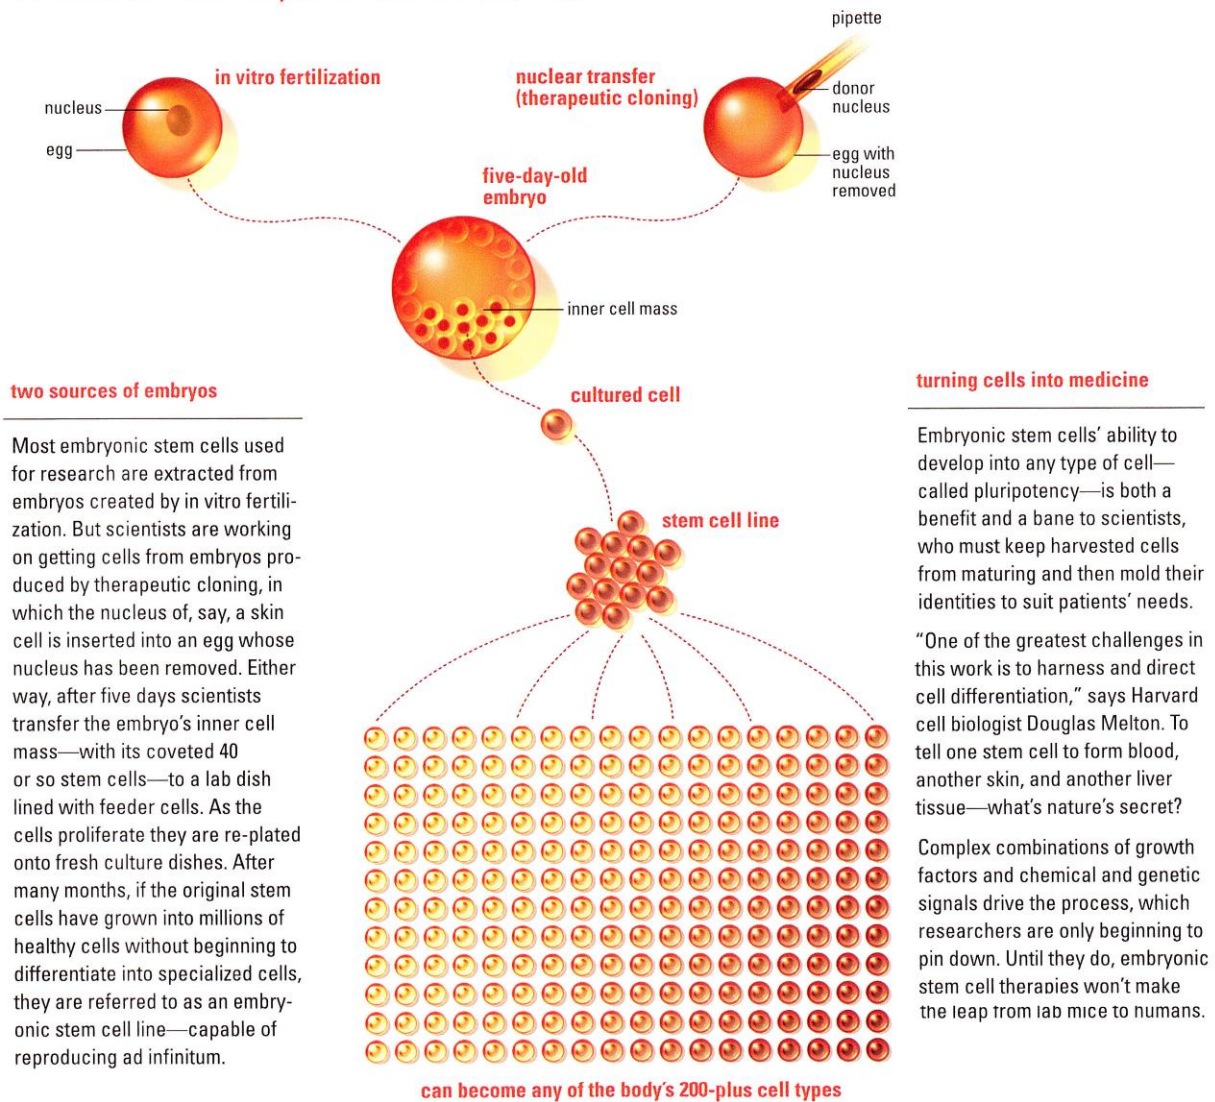 pipette
in vitro fertilization
nuclear transfer
(therapeutic cloning)
nucleus
egg
donor
nucleus
egg with
nucleus
removed
five-day-old
embryo
inner cell mass
cultured cell
stem cell line
two sources of embryos
Most embryonic stem cells used
for research are extracted from
embryos created by in vitro fertili-
zation. But scientists are working
on getting cells from embryos pro-
duced by therapeutic cloning, in
which the nucleus of, say, a skin
cell is inserted into an egg whose
nucleus has been removed. Either
way, after five days scientists
transfer the embryo's inner cell
mass—with its coveted 40
or so stem cells—to a lab dish
lined with feeder cells. As the
cells proliferate they are re-plated
onto fresh culture dishes. After
many months, if the original stem
cells have grown into millions of
healthy cells without beginning to
differentiate into specialized cells,
they are referred to as an embry-
onic stem cell line—capable of
reproducing ad infinitum.
turning cells into medicine
Embryonic stem cells' ability to
develop into any type of cell—
called pluripotency—is both a
benefit and a bane to scientists,
who must keep harvested cells
from maturing and then mold their
identities to suit patients' needs.
"One of the greatest challenges in
this work is to harness and direct
cell differentiation," says Harvard
cell biologist Douglas Melton. To
tell one stem cell to form blood,
another skin, and another liver
tissue—what's nature's secret?
Complex combinations of growth
factors and chemical and genetic
signals drive the process, which
researchers are only beginning to
pin down. Until they do, embryonic
stem cell therapies won't make
the leap from lab mice to humans.
can become any of the body's 200-plus cell types